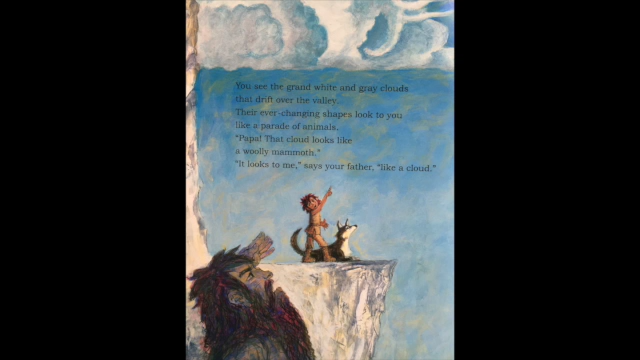 You see the grand white and gray clouds
that drift over the valley.
Their ever-changing shapes look to you
like a parade of animals.
“Papa! That cloud looks like
a woolly mammoth.”
“It looks to me,” says your father, “like a cloud.”